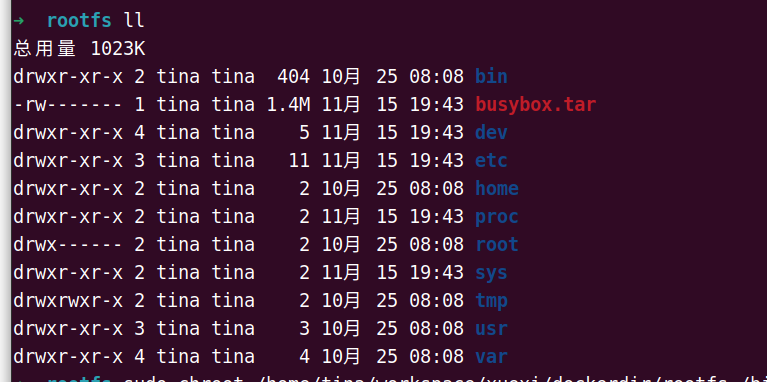 ➜ rootfs ll
总用量 1023K
drwxr-xr-x 2 tina tina 404 10月 25 08:08 bin
-rw------- 1 tina tina 1.4M 11月 15 19:43 busybox.tar
drwxr-xr-x 4 tina tina 5 11月 15 19:43 dev
drwxr-xr-x 3 tina tina 11 11月 15 19:43 etc
drwxr-xr-x 2 tina tina 2 10月 25 08:08 home
drwxr-xr-x 2 tina tina 2 11月 15 19:43 proc
drwx------ 2 tina tina 2 10月 25 08:08 root
drwxr-xr-x 2 tina tina 2 11月 15 19:43 sys
drwxrwxr-x 2 tina tina 2 10月 25 08:08 tmp
drwxr-xr-x 3 tina tina 3 10月 25 08:08 usr
drwxr-xr-x 4 tina tina 4 10月 25 08:08 var
rootfs sudo chroot